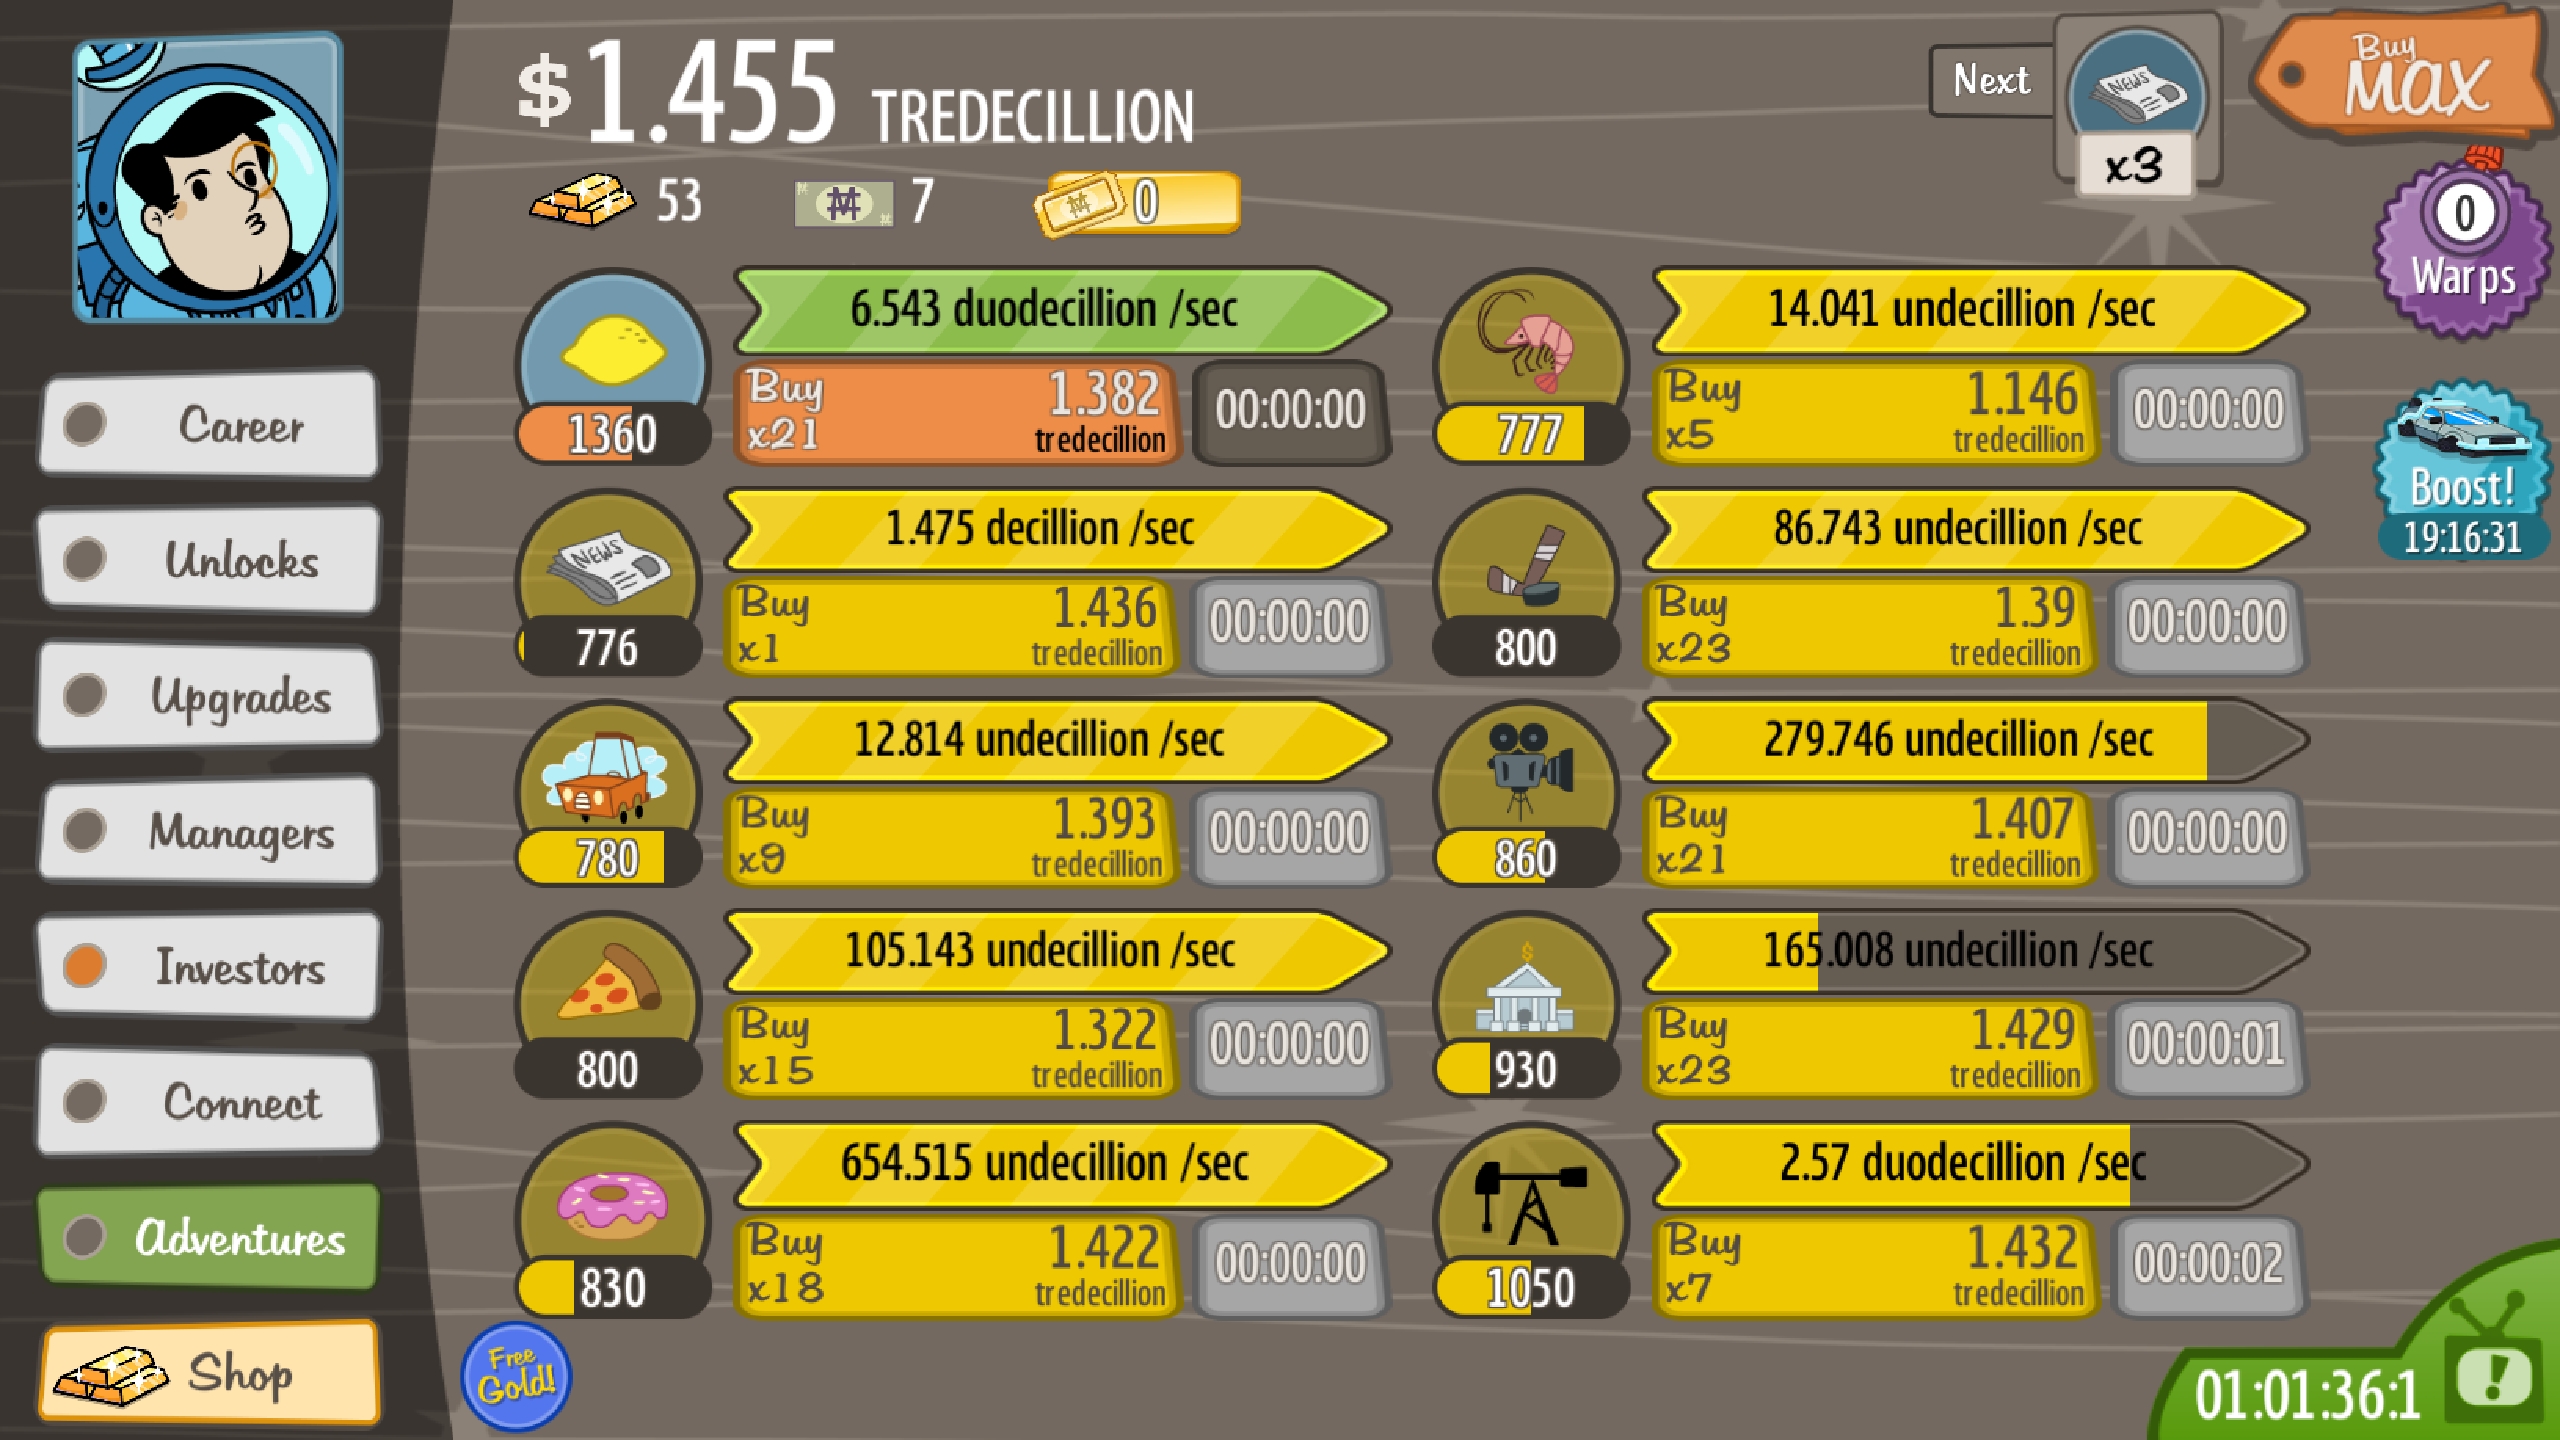 $1.455 TREDECILLION
Next
x3
Buy
MAX
53
7
0
0
Warps
Boost!
19:16:31
Career
Unlocks
Upgrades
Managers
Investors
Connect
Adventures
Shop
6.543 duodecillion /sec
1360
Buy
x21
1.382
tredecillion
00:00:00
14.041 undecillion /sec
777
Buy
x5
1.146
tredecillion
00:00:00
NEWS
1.475 decillion /sec
776
Buy
x1
1.436
tredecillion
00:00:00
86.743 undecillion /sec
800
Buy
x23
1.39
tredecillion
00:00:00
12.814 undecillion /sec
780
Buy
x9
1.393
tredecillion
00:00:00
279.746 undecillion /sec
860
Buy
x21
1.407
tredecillion
00:00:00
105.143 undecillion /sec
800
Buy
x15
1.322
tredecillion
00:00:00
165.008 undecillion /sec
930
Buy
x23
1.429
tredecillion
00:00:01
654.515 undecillion /sec
830
Buy
x18
1.422
tredecillion
00:00:00
2.57 duodecillion /sec
1050
Buy
x7
1.432
tredecillion
00:00:02
Free
Gold!
01:01:36:1
!
NEWS